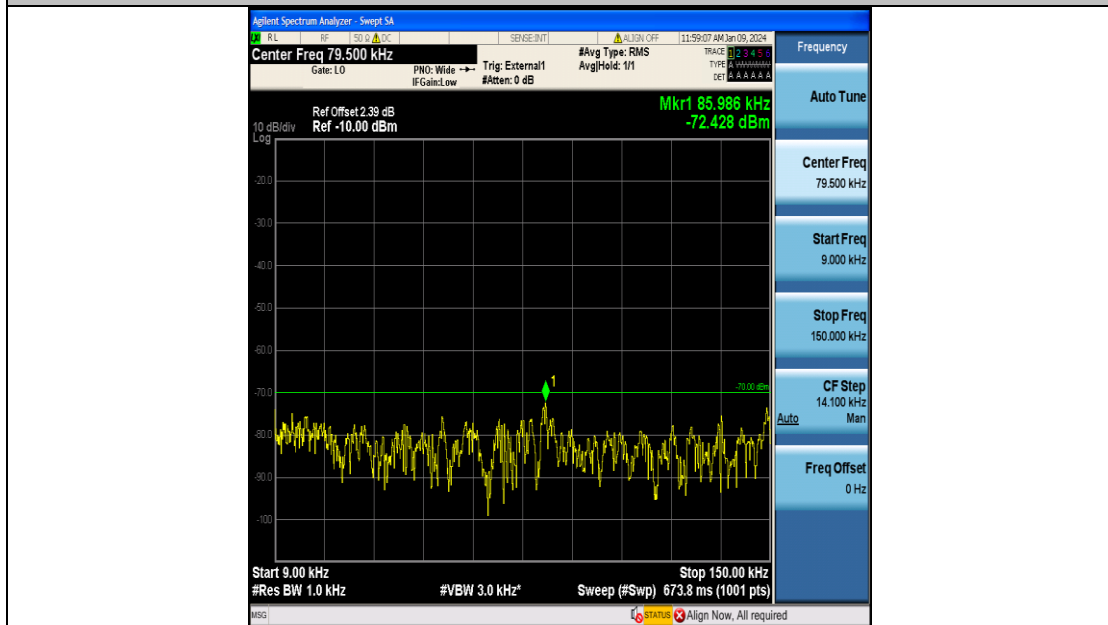 Agilent Spectrum Analyzer - Swept SA
RL RF 50 Ω DC SENSE:INT ALIGN OFF 11:59:07 AM Jan 09, 2024
Center Freq 79.500 kHz
Gate: LO
PNO: Wide
IFGain:Low
Trig: External1
#Atten: 0 dB
#Avg Type: RMS
Avg|Hold: 1/1
TRACE 1 2 3 4 5 6
TYPE A
DET A A A A A A
Mkr1 85.986 kHz
-72.428 dBm
Ref Offset 2.39 dB
10 dB/div Ref -10.00 dBm
Log
-20.0
-30.0
-40.0
-50.0
-60.0
-70.0
-80.0
-90.0
-100
1
-70.00 dBm
Start 9.00 kHz Stop 150.00 kHz
#Res BW 1.0 kHz #VBW 3.0 kHz* Sweep (#Swp) 673.8 ms (1001 pts)
MSG STATUS Align Now, All required
Frequency
Auto Tune
Center Freq
79.500 kHz
Start Freq
9.000 kHz
Stop Freq
150.000 kHz
CF Step
14.100 kHz
Auto Man
Freq Offset
0 Hz